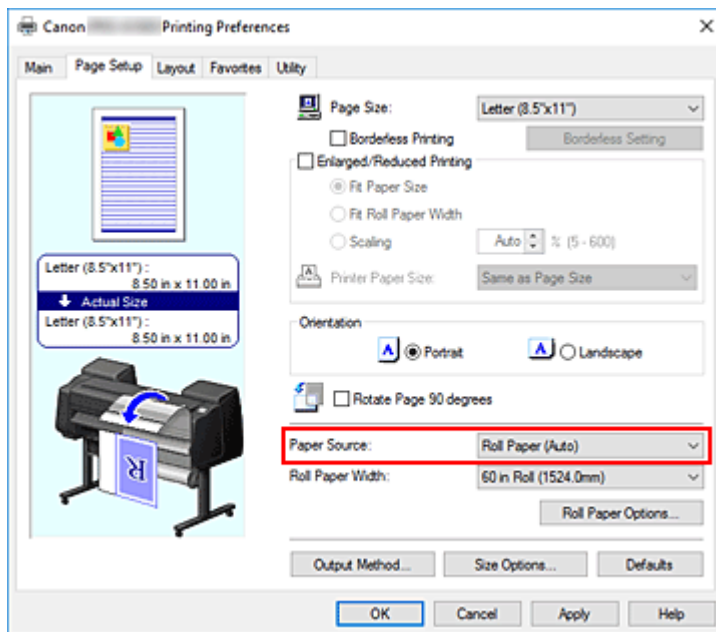 Canon Printing Preferences
Main Page Setup Layout Favorites Utility
Page Size: Letter (8.5"x11")
Borderless Printing Borderless Setting
Enlarged/Reduced Printing
Fit Paper Size
Fit Roll Paper Width
Scaling Auto % (5 - 600)
Printer Paper Size: Same as Page Size
Letter (8.5"x11") :
8.50 in x 11.00 in
Actual Size
Letter (8.5"x11") :
8.50 in x 11.00 in
Orientation
A Portrait A Landscape
Rotate Page 90 degrees
Paper Source: Roll Paper (Auto)
Roll Paper Width: 60 in Roll (1524.0mm)
R
Roll Paper Options...
Output Method... Size Options... Defaults
OK Cancel Apply Help